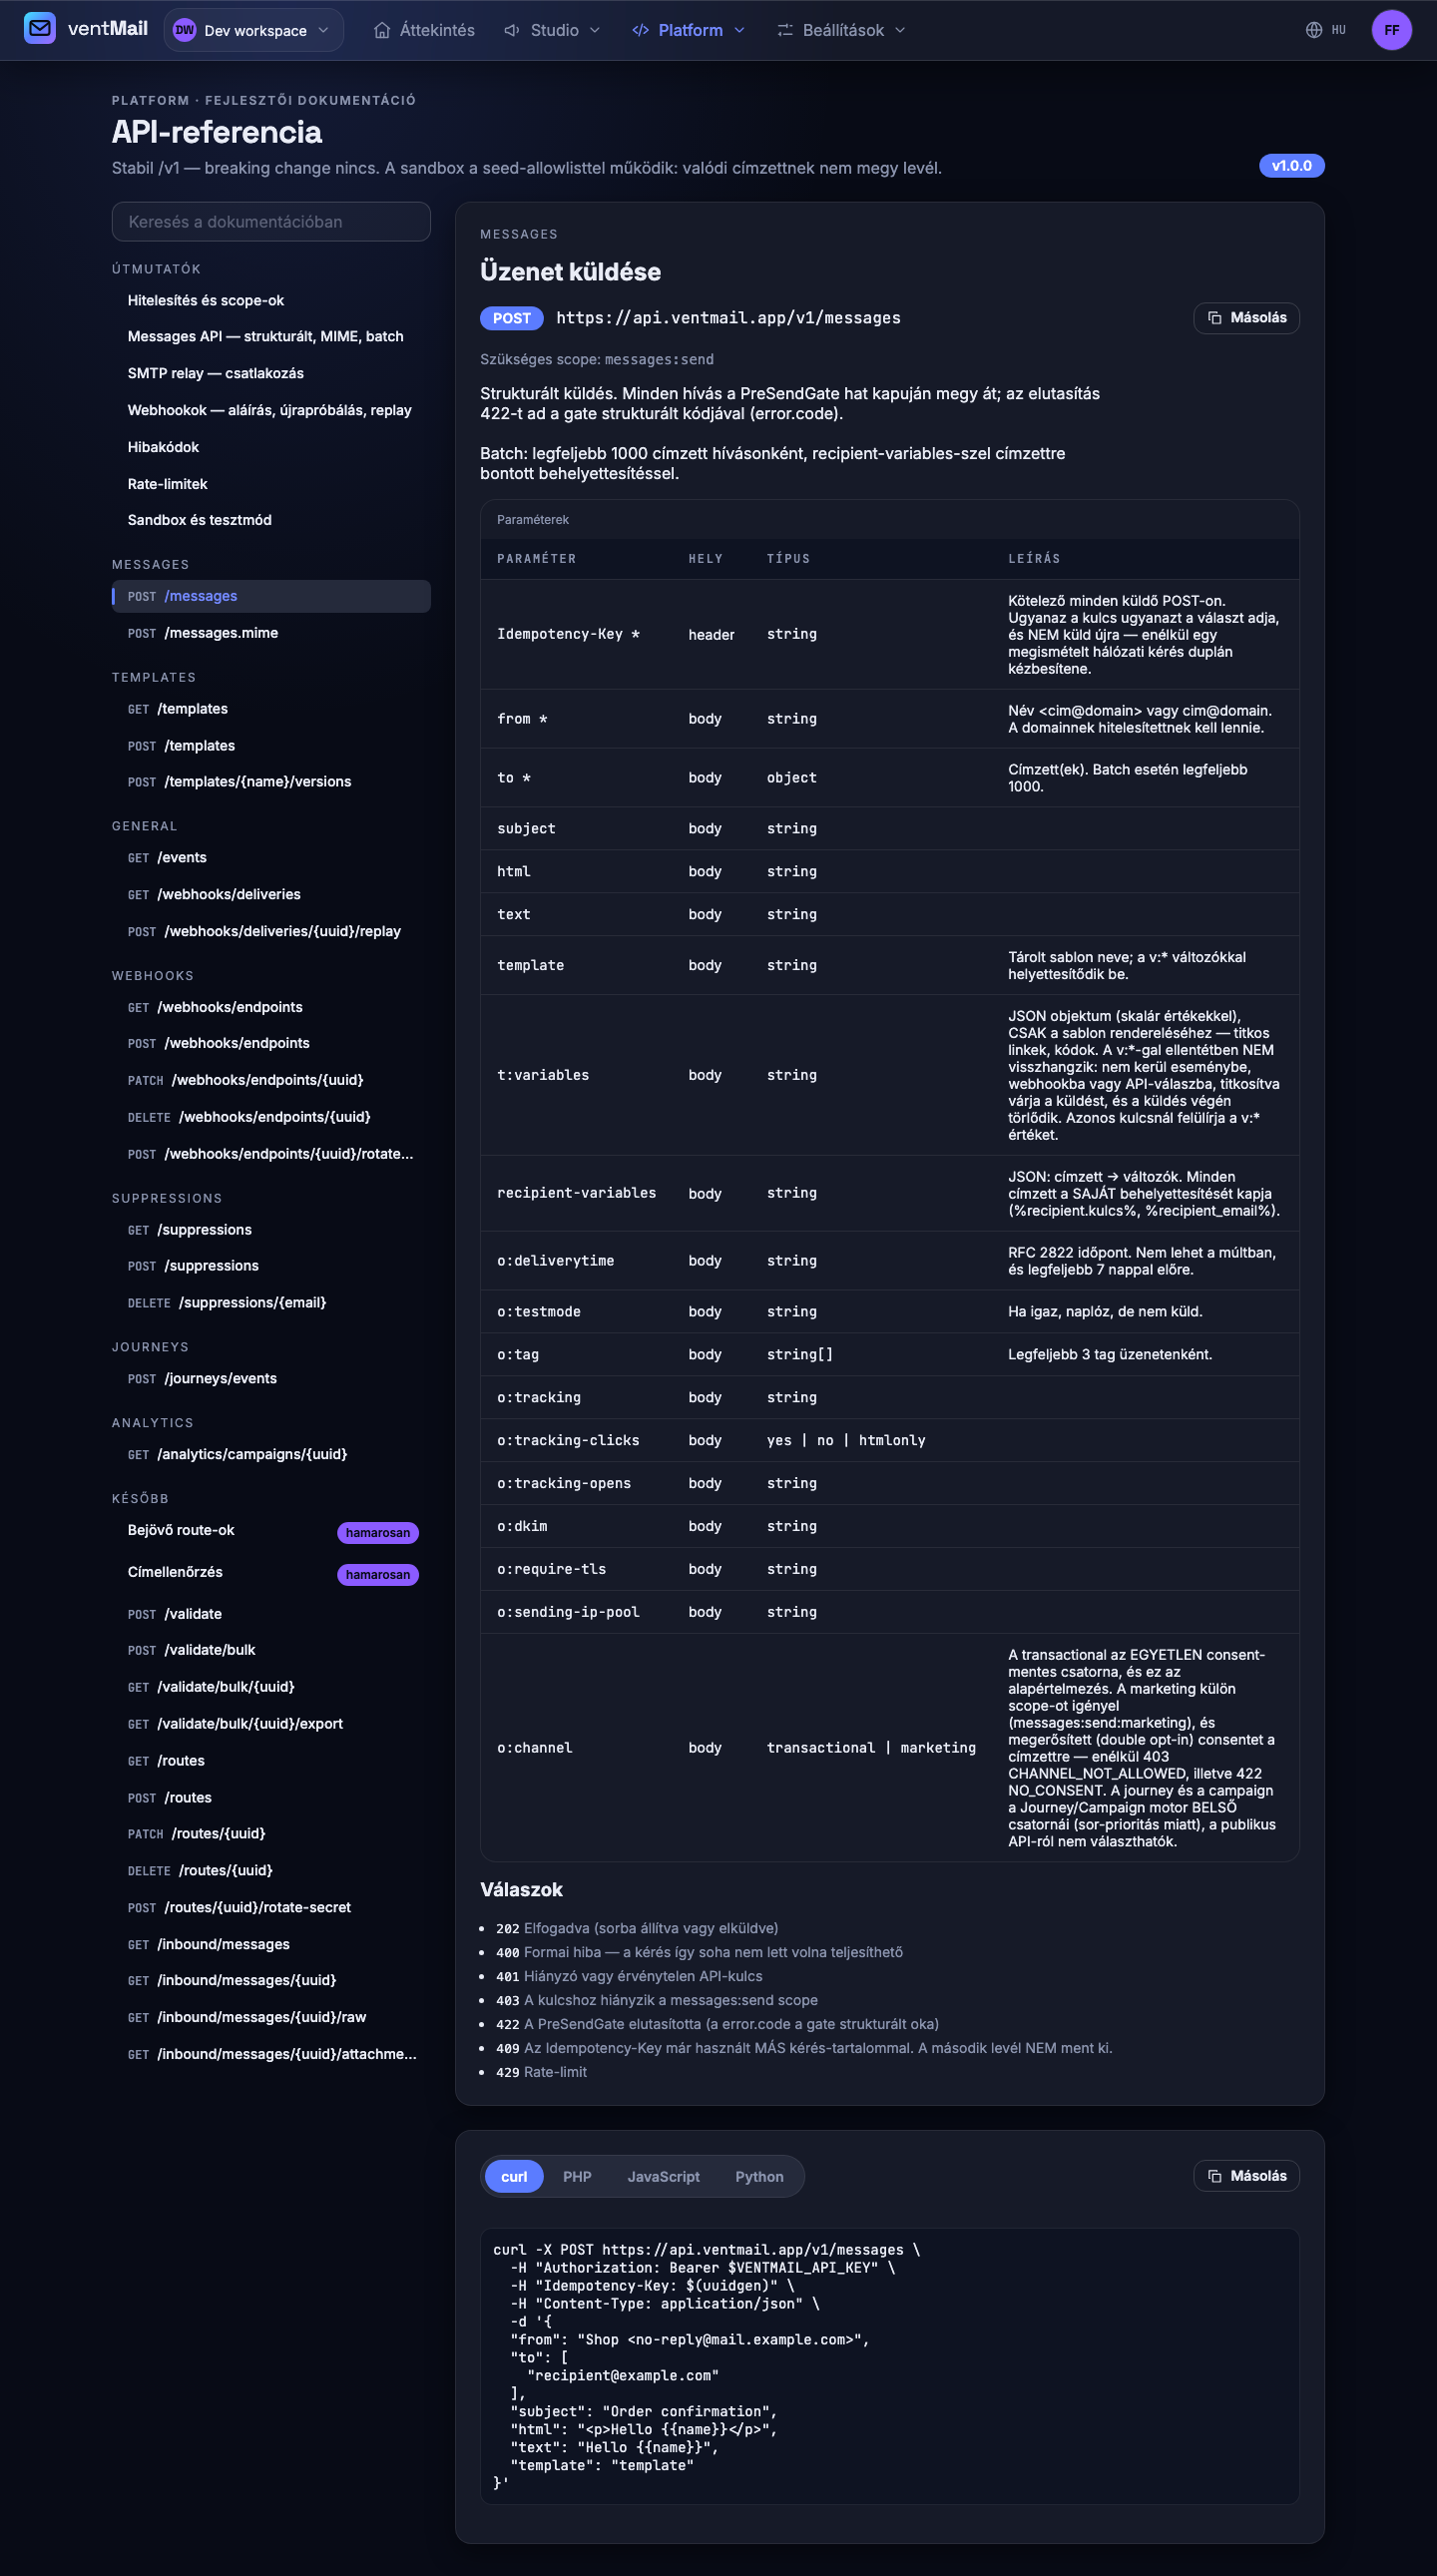 ventMail
DW Dev workspace
Áttekintés
Studio
Platform
Beállítások
HU
FF
PLATFORM · FEJLESZTŐI DOKUMENTÁCIÓ
API-referencia
Stabil /v1 — breaking change nincs. A sandbox a seed-allowlisttel működik: valódi címzettnek nem megy levél.
v1.0.0
Keresés a dokumentációban
ÚTMUTATÓK
Hitelesítés és scope-ok
Messages API — strukturált, MIME, batch
SMTP relay — csatlakozás
Webhookok — aláírás, újrapróbálás, replay
Hibakódok
Rate-limitek
Sandbox és tesztmód
MESSAGES
POST /messages
POST /messages.mime
TEMPLATES
GET /templates
POST /templates
POST /templates/{name}/versions
GENERAL
GET /events
GET /webhooks/deliveries
POST /webhooks/deliveries/{uuid}/replay
WEBHOOKS
GET /webhooks/endpoints
POST /webhooks/endpoints
PATCH /webhooks/endpoints/{uuid}
DELETE /webhooks/endpoints/{uuid}
POST /webhooks/endpoints/{uuid}/rotate...
SUPPRESSIONS
GET /suppressions
POST /suppressions
DELETE /suppressions/{email}
JOURNEYS
POST /journeys/events
ANALYTICS
GET /analytics/campaigns/{uuid}
KÉSŐBB
Bejövő route-ok hamarosan
Címellenőrzés hamarosan
POST /validate
POST /validate/bulk
GET /validate/bulk/{uuid}
GET /validate/bulk/{uuid}/export
GET /routes
POST /routes
PATCH /routes/{uuid}
DELETE /routes/{uuid}
POST /routes/{uuid}/rotate-secret
GET /inbound/messages
GET /inbound/messages/{uuid}
GET /inbound/messages/{uuid}/raw
GET /inbound/messages/{uuid}/attachme...
MESSAGES
Üzenet küldése
POST https://api.ventmail.app/v1/messages
Másolás
Szükséges scope: messages:send
Strukturált küldés. Minden hívás a PreSendGate hat kapuján megy át; az elutasítás
422-t ad a gate strukturált kódjával (error.code).
Batch: legfeljebb 1000 címzett hívásonként, recipient-variables-szel címzettre
bontott behelyettesítéssel.
Paraméterek
PARAMÉTER HELY TÍPUS LEÍRÁS
Idempotency-Key * header string
Kötelező minden küldő POST-on.
Ugyanaz a kulcs ugyanazt a választ adja,
és NEM küld újra — enélkül egy
megismételt hálózati kérés duplán
kézbesítene.
from * body string
Név <cim@domain> vagy cim@domain.
A domainnek hitelesítettnek kell lennie.
to * body object
Címzett(ek). Batch esetén legfeljebb
1000.
subject body string
html body string
text body string
template body string
Tárolt sablon neve; a v:* változókkal
helyettesítődik be.
t:variables body string
JSON objektum (skalár értékekkel),
CSAK a sablon rendereléséhez — titkos
linkek, kódok. A v:*-gal ellentétben NEM
visszhangzik: nem kerül eseménybe,
webhookba vagy API-válaszba, titkosítva
várja a küldést, és a küldés végén
törlődik. Azonos kulcsnál felülírja a v:*
értéket.
recipient-variables body string
JSON: címzett → változók. Minden
címzett a SAJÁT behelyettesítését kapja
(%recipient.kulcs%, %recipient_email%).
o:deliverytime body string
RFC 2822 időpont. Nem lehet a múltban,
és legfeljebb 7 nappal előre.
o:testmode body string Ha igaz, naplóz, de nem küld.
o:tag body string[] Legfeljebb 3 tag üzenetenként.
o:tracking body string
o:tracking-clicks body yes | no | htmlonly
o:tracking-opens body string
o:dkim body string
o:require-tls body string
o:sending-ip-pool body string
o:channel body transactional | marketing
A transactional az EGYETLEN consent-
mentes csatorna, és ez az
alapértelmezés. A marketing külön
scope-ot igényel
(messages:send:marketing), és
megerősített (double opt-in) consentet a
címzettre — enélkül 403
CHANNEL_NOT_ALLOWED, illetve 422
NO_CONSENT. A journey és a campaign
a Journey/Campaign motor BELSŐ
csatornái (sor-prioritás miatt), a publikus
API-ról nem választhatók.
Válaszok
• 202 Elfogadva (sorba állítva vagy elküldve)
• 400 Formai hiba — a kérés így soha nem lett volna teljesíthető
• 401 Hiányzó vagy érvénytelen API-kulcs
• 403 A kulcshoz hiányzik a messages:send scope
• 422 A PreSendGate elutasította (a error.code a gate strukturált oka)
• 409 Az Idempotency-Key már használt MÁS kérés-tartalommal. A második levél NEM ment ki.
• 429 Rate-limit
curl PHP JavaScript Python
Másolás
curl -X POST https://api.ventmail.app/v1/messages \
-H "Authorization: Bearer $VENTMAIL_API_KEY" \
-H "Idempotency-Key: $(uuidgen)" \
-H "Content-Type: application/json" \
-d '{
"from": "Shop <no-reply@mail.example.com>",
"to": [
"recipient@example.com"
],
"subject": "Order confirmation",
"html": "<p>Hello {{name}}</p>",
"text": "Hello {{name}}",
"template": "template"
}'